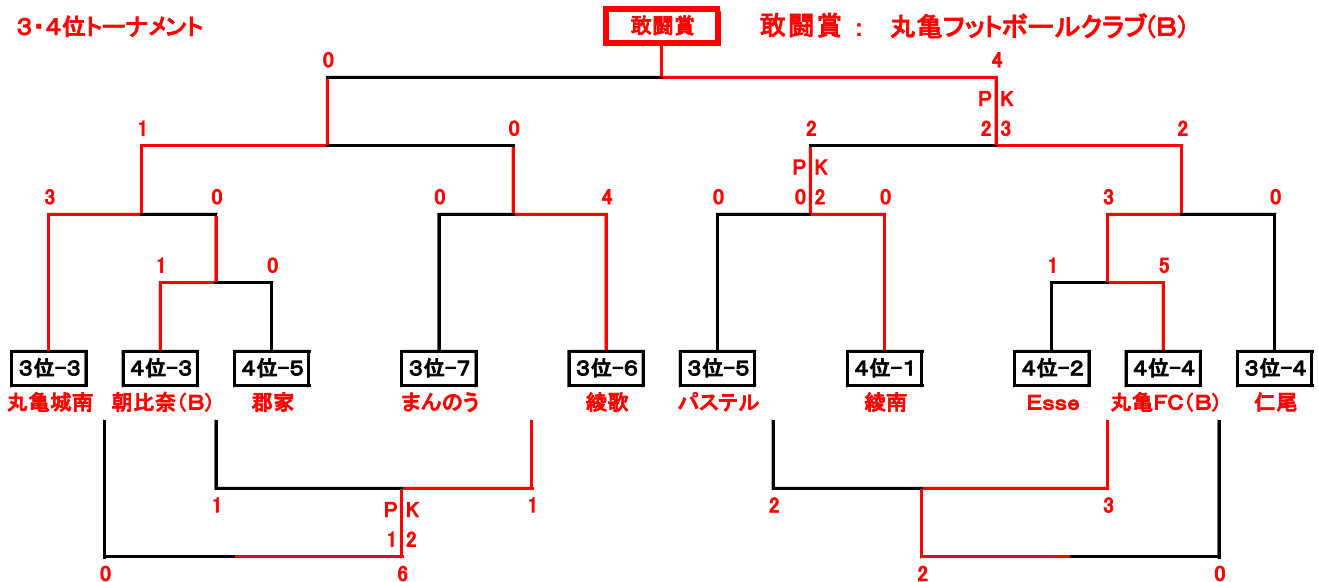 3・4位トーナメント
敢闘賞
敢闘賞 : 丸亀フットボールクラブ(B)
0 4
PK
1 0 2 2 3 2
PK
3 0 0 4 0 0 2 0 3 0
1 0 1 5
3位-3 4位-3 4位-5 3位-7 3位-6 3位-5 4位-1 4位-2 4位-4 3位-4
丸亀城南 朝比奈(B) 郡家 まんのう 綾歌 パステル 綾南 Esse 丸亀FC(B) 仁尾
1 PK 1 2 3
1 2
0 6 2 0